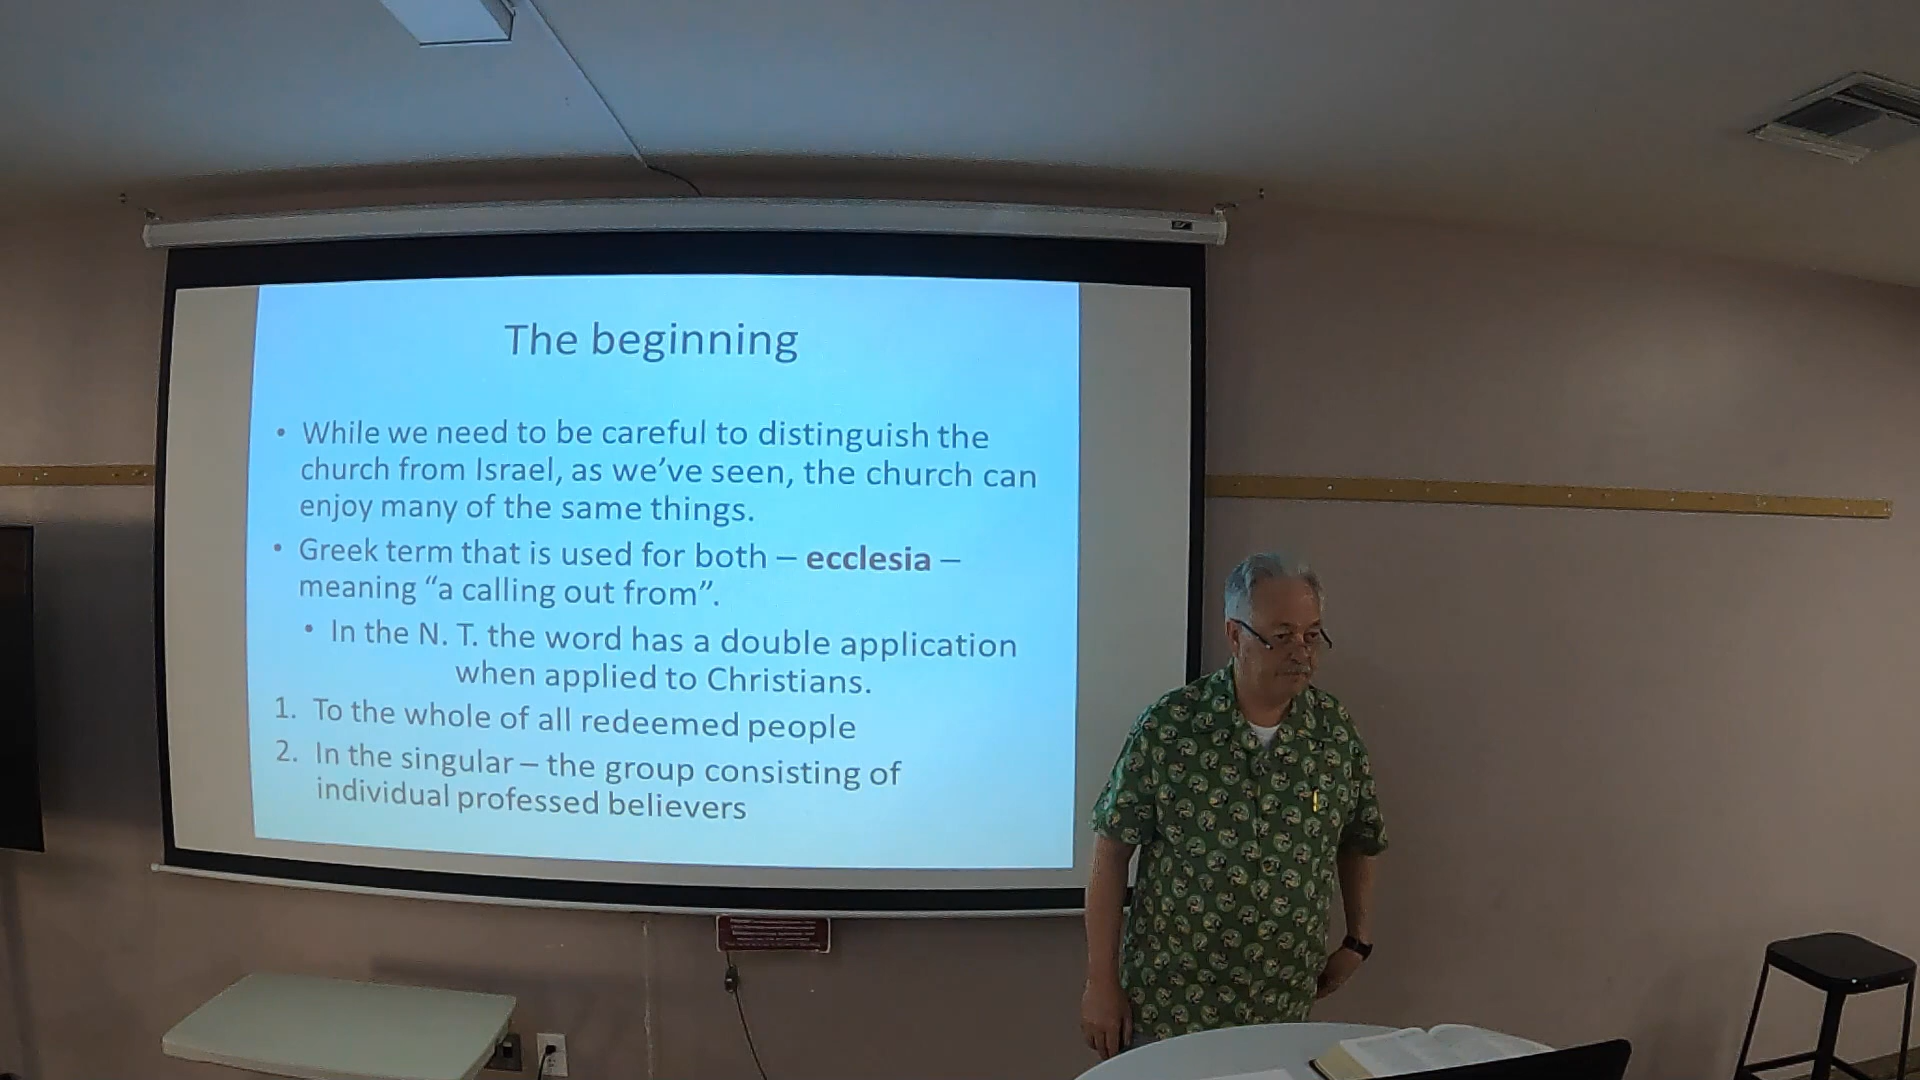 The beginning
• While we need to be careful to distinguish the
church from Israel, as we’ve seen, the church can
enjoy many of the same things.
• Greek term that is used for both – ecclesia –
meaning “a calling out from”.
• In the N. T. the word has a double application
when applied to Christians.
1. To the whole of all redeemed people
2. In the singular – the group consisting of
individual professed believers